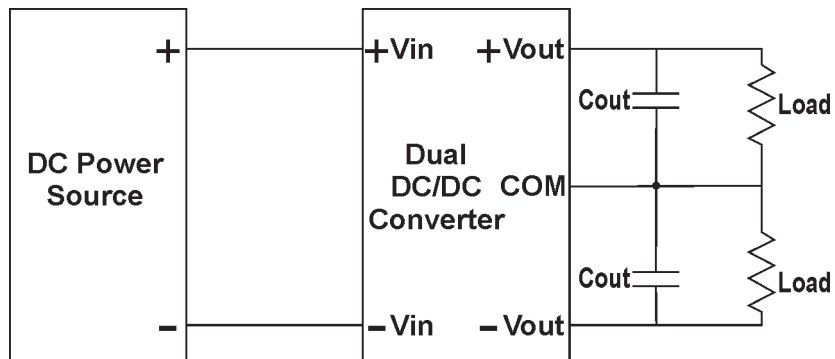 +
+Vin
+Vout
Cout
Load
DC Power
Source
Dual
DC/DC
Converter
COM
Cout
Load
-
-Vin
-Vout